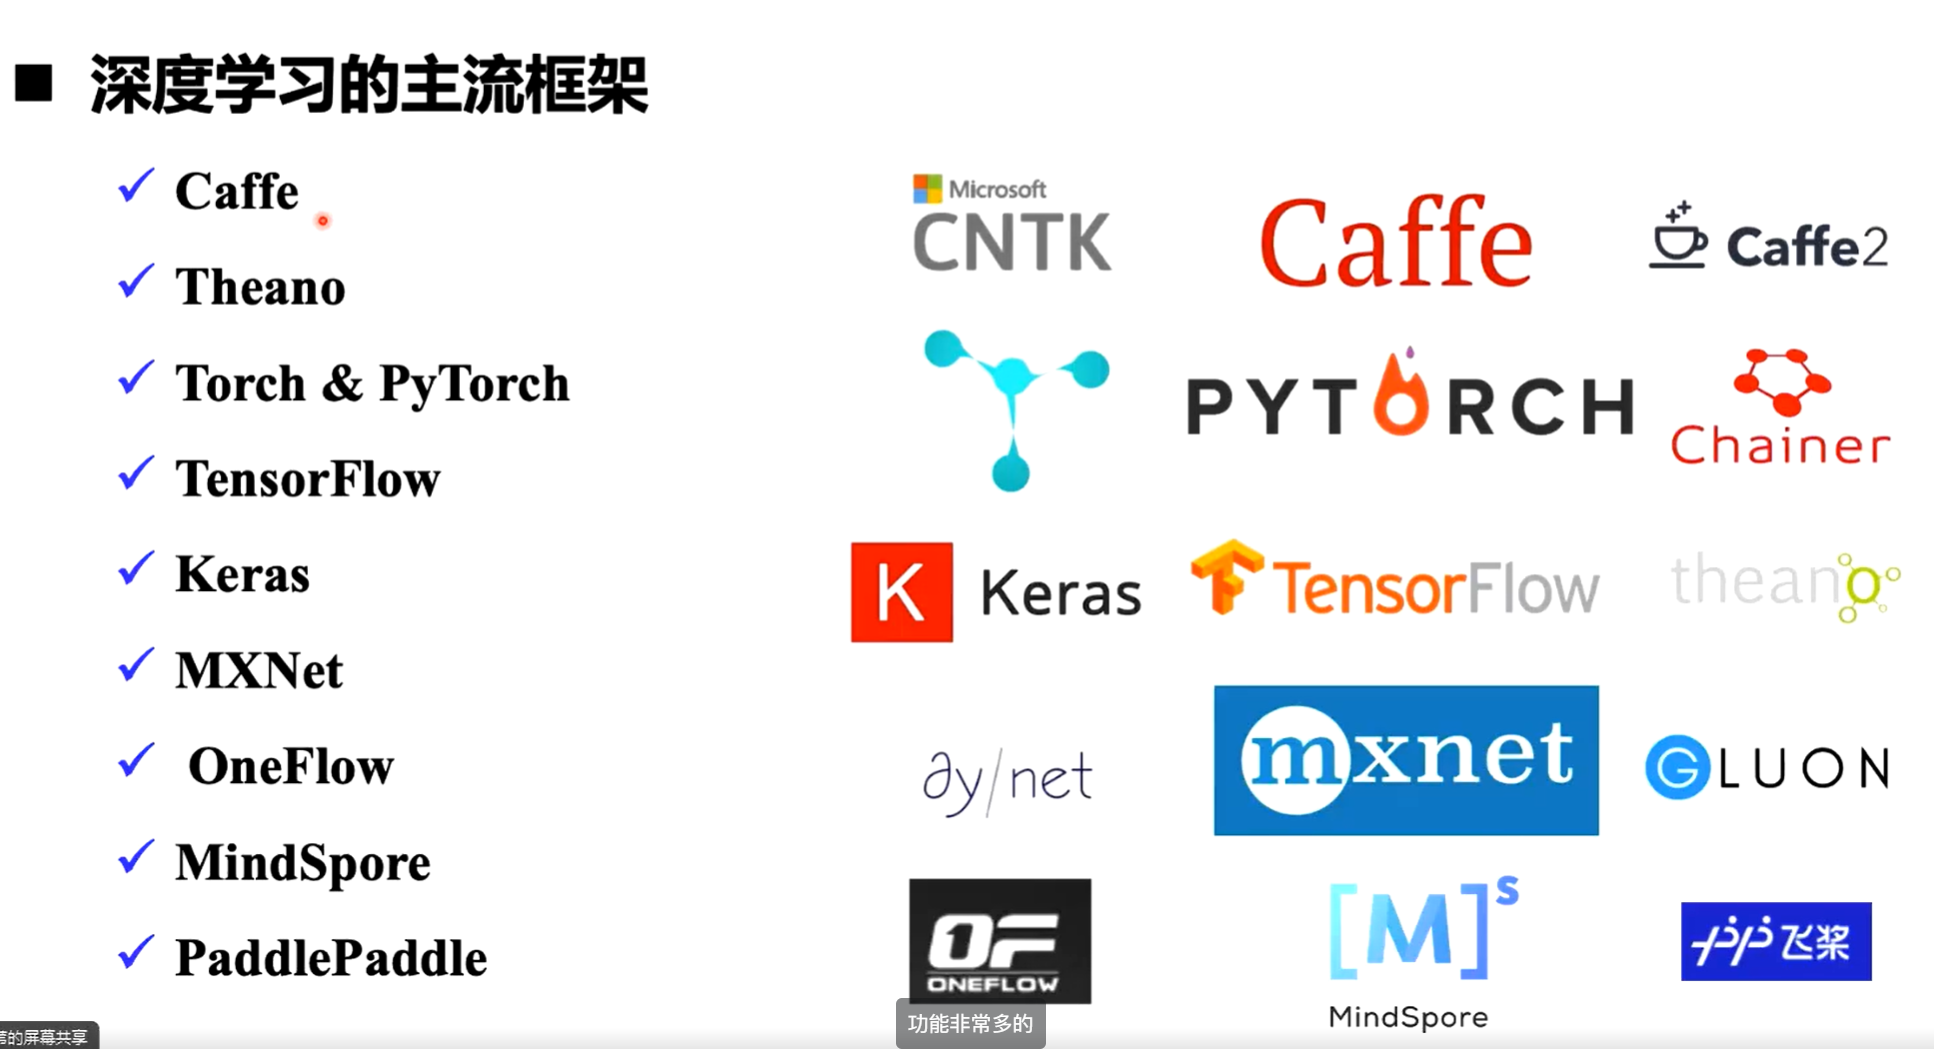 深度学习的主流框架
Caffe
Theano
Torch & PyTorch
TensorFlow
Keras
MXNet
OneFlow
MindSpore
PaddlePaddle
Microsoft
CNTK
Caffe
Caffe2
PYTORCH
Chainer
K Keras
TensorFlow
theano
∂y/net
mxnet
GLUON
OF
ONEFLOW
[M]s
MindSpore
飞桨
功能非常多的
的屏幕共享